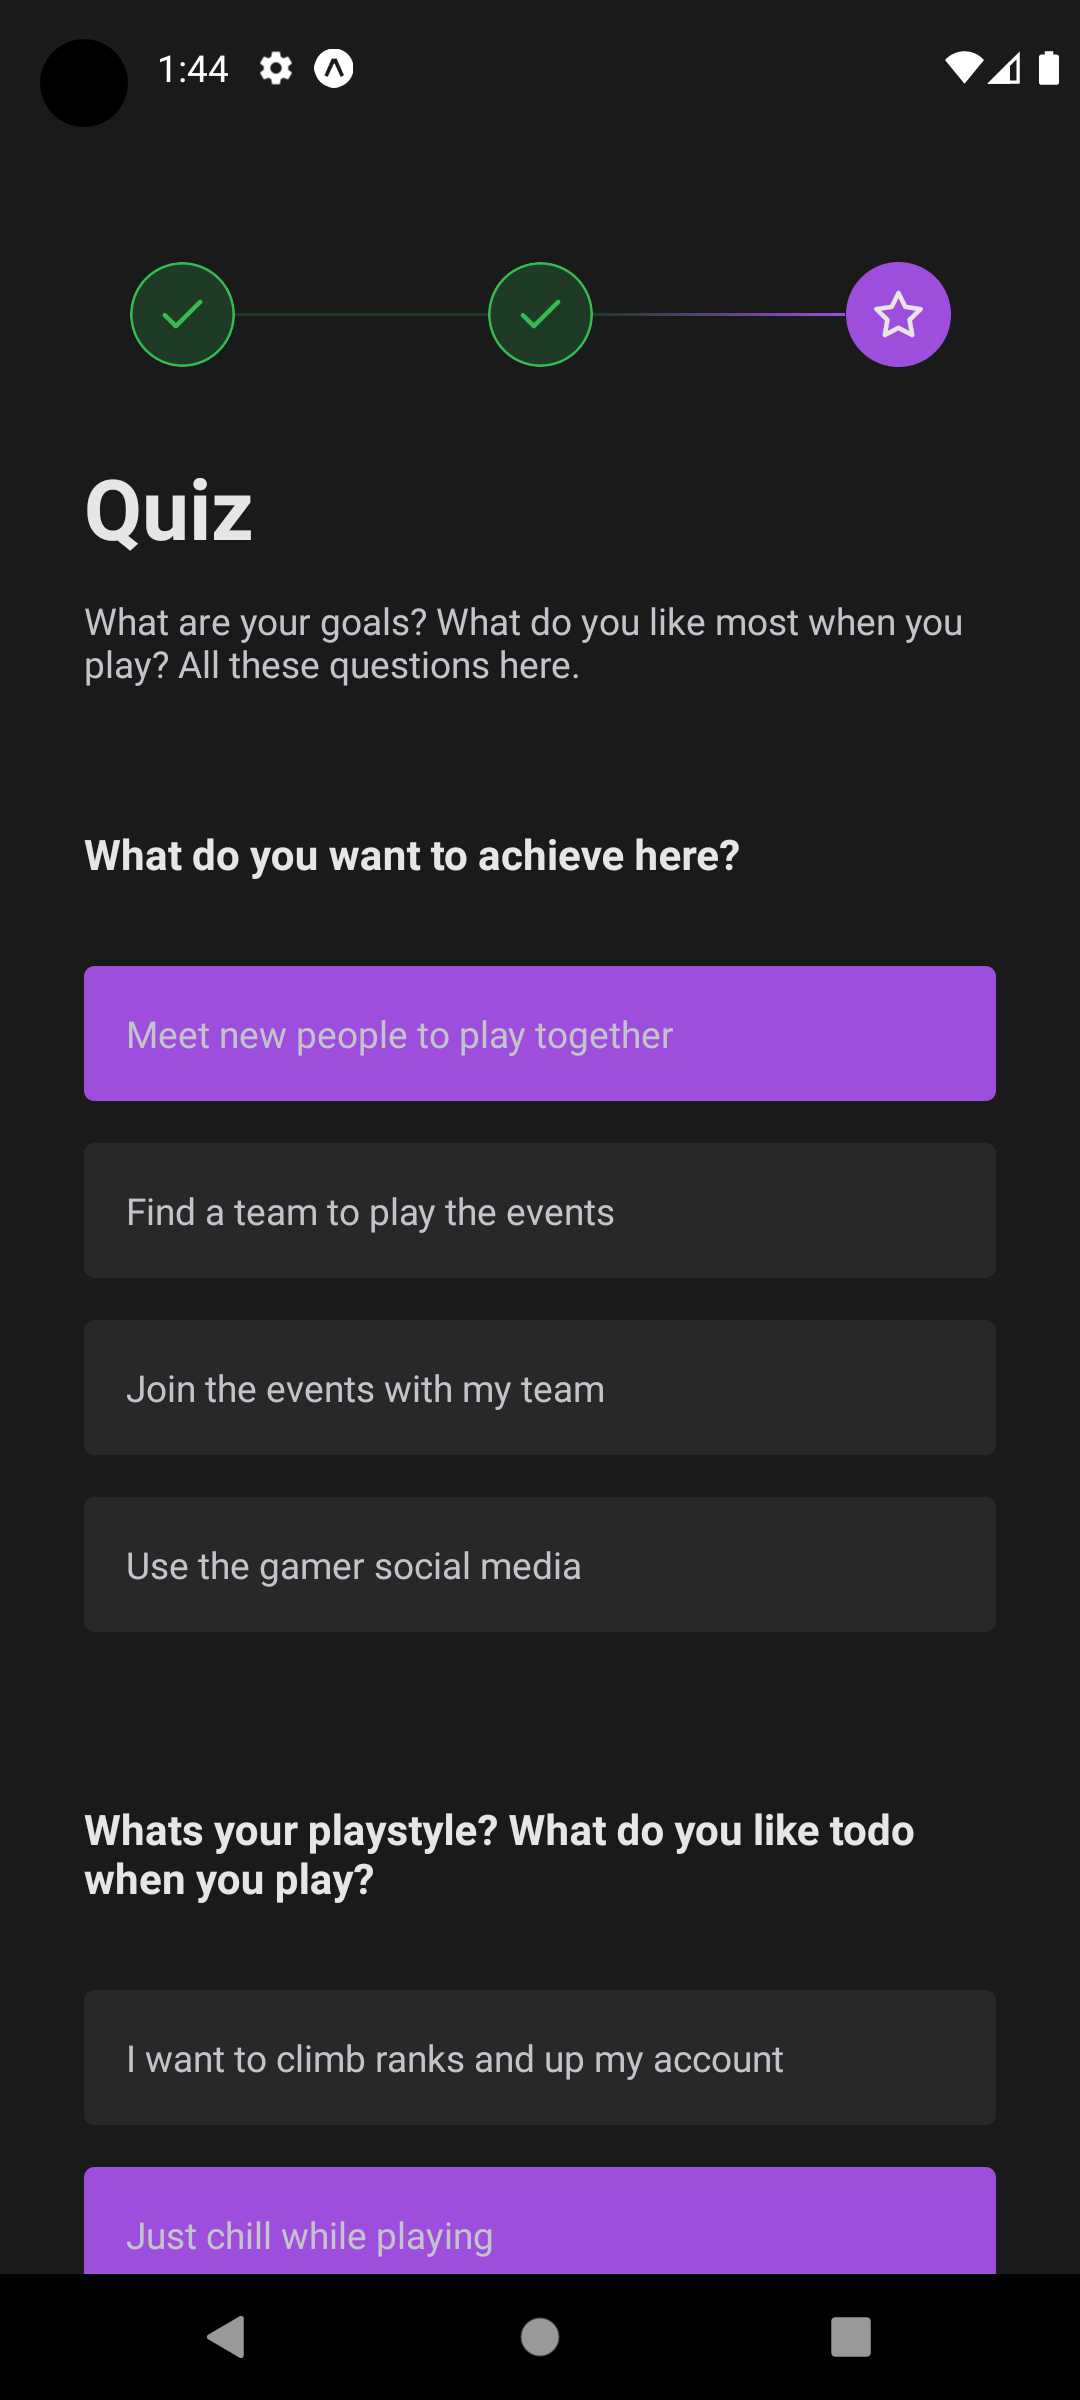 1:44
Quiz
What are your goals? What do you like most when you
play? All these questions here.
What do you want to achieve here?
Meet new people to play together
Find a team to play the events
Join the events with my team
Use the gamer social media
Whats your playstyle? What do you like todo
when you play?
I want to climb ranks and up my account
Just chill while playing